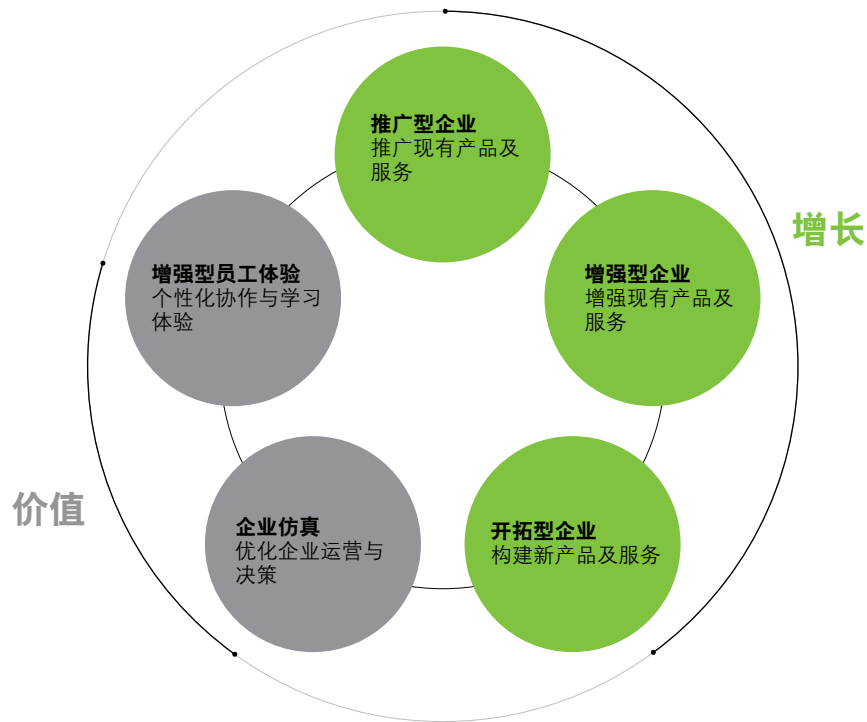 推广型企业
推广现有产品及
服务
增长
增强型企业
增强现有产品及
服务
开拓型企业
构建新产品及服务
企业仿真
优化企业运营与
决策
价值
增强型员工体验
个性化协作与学习
体验